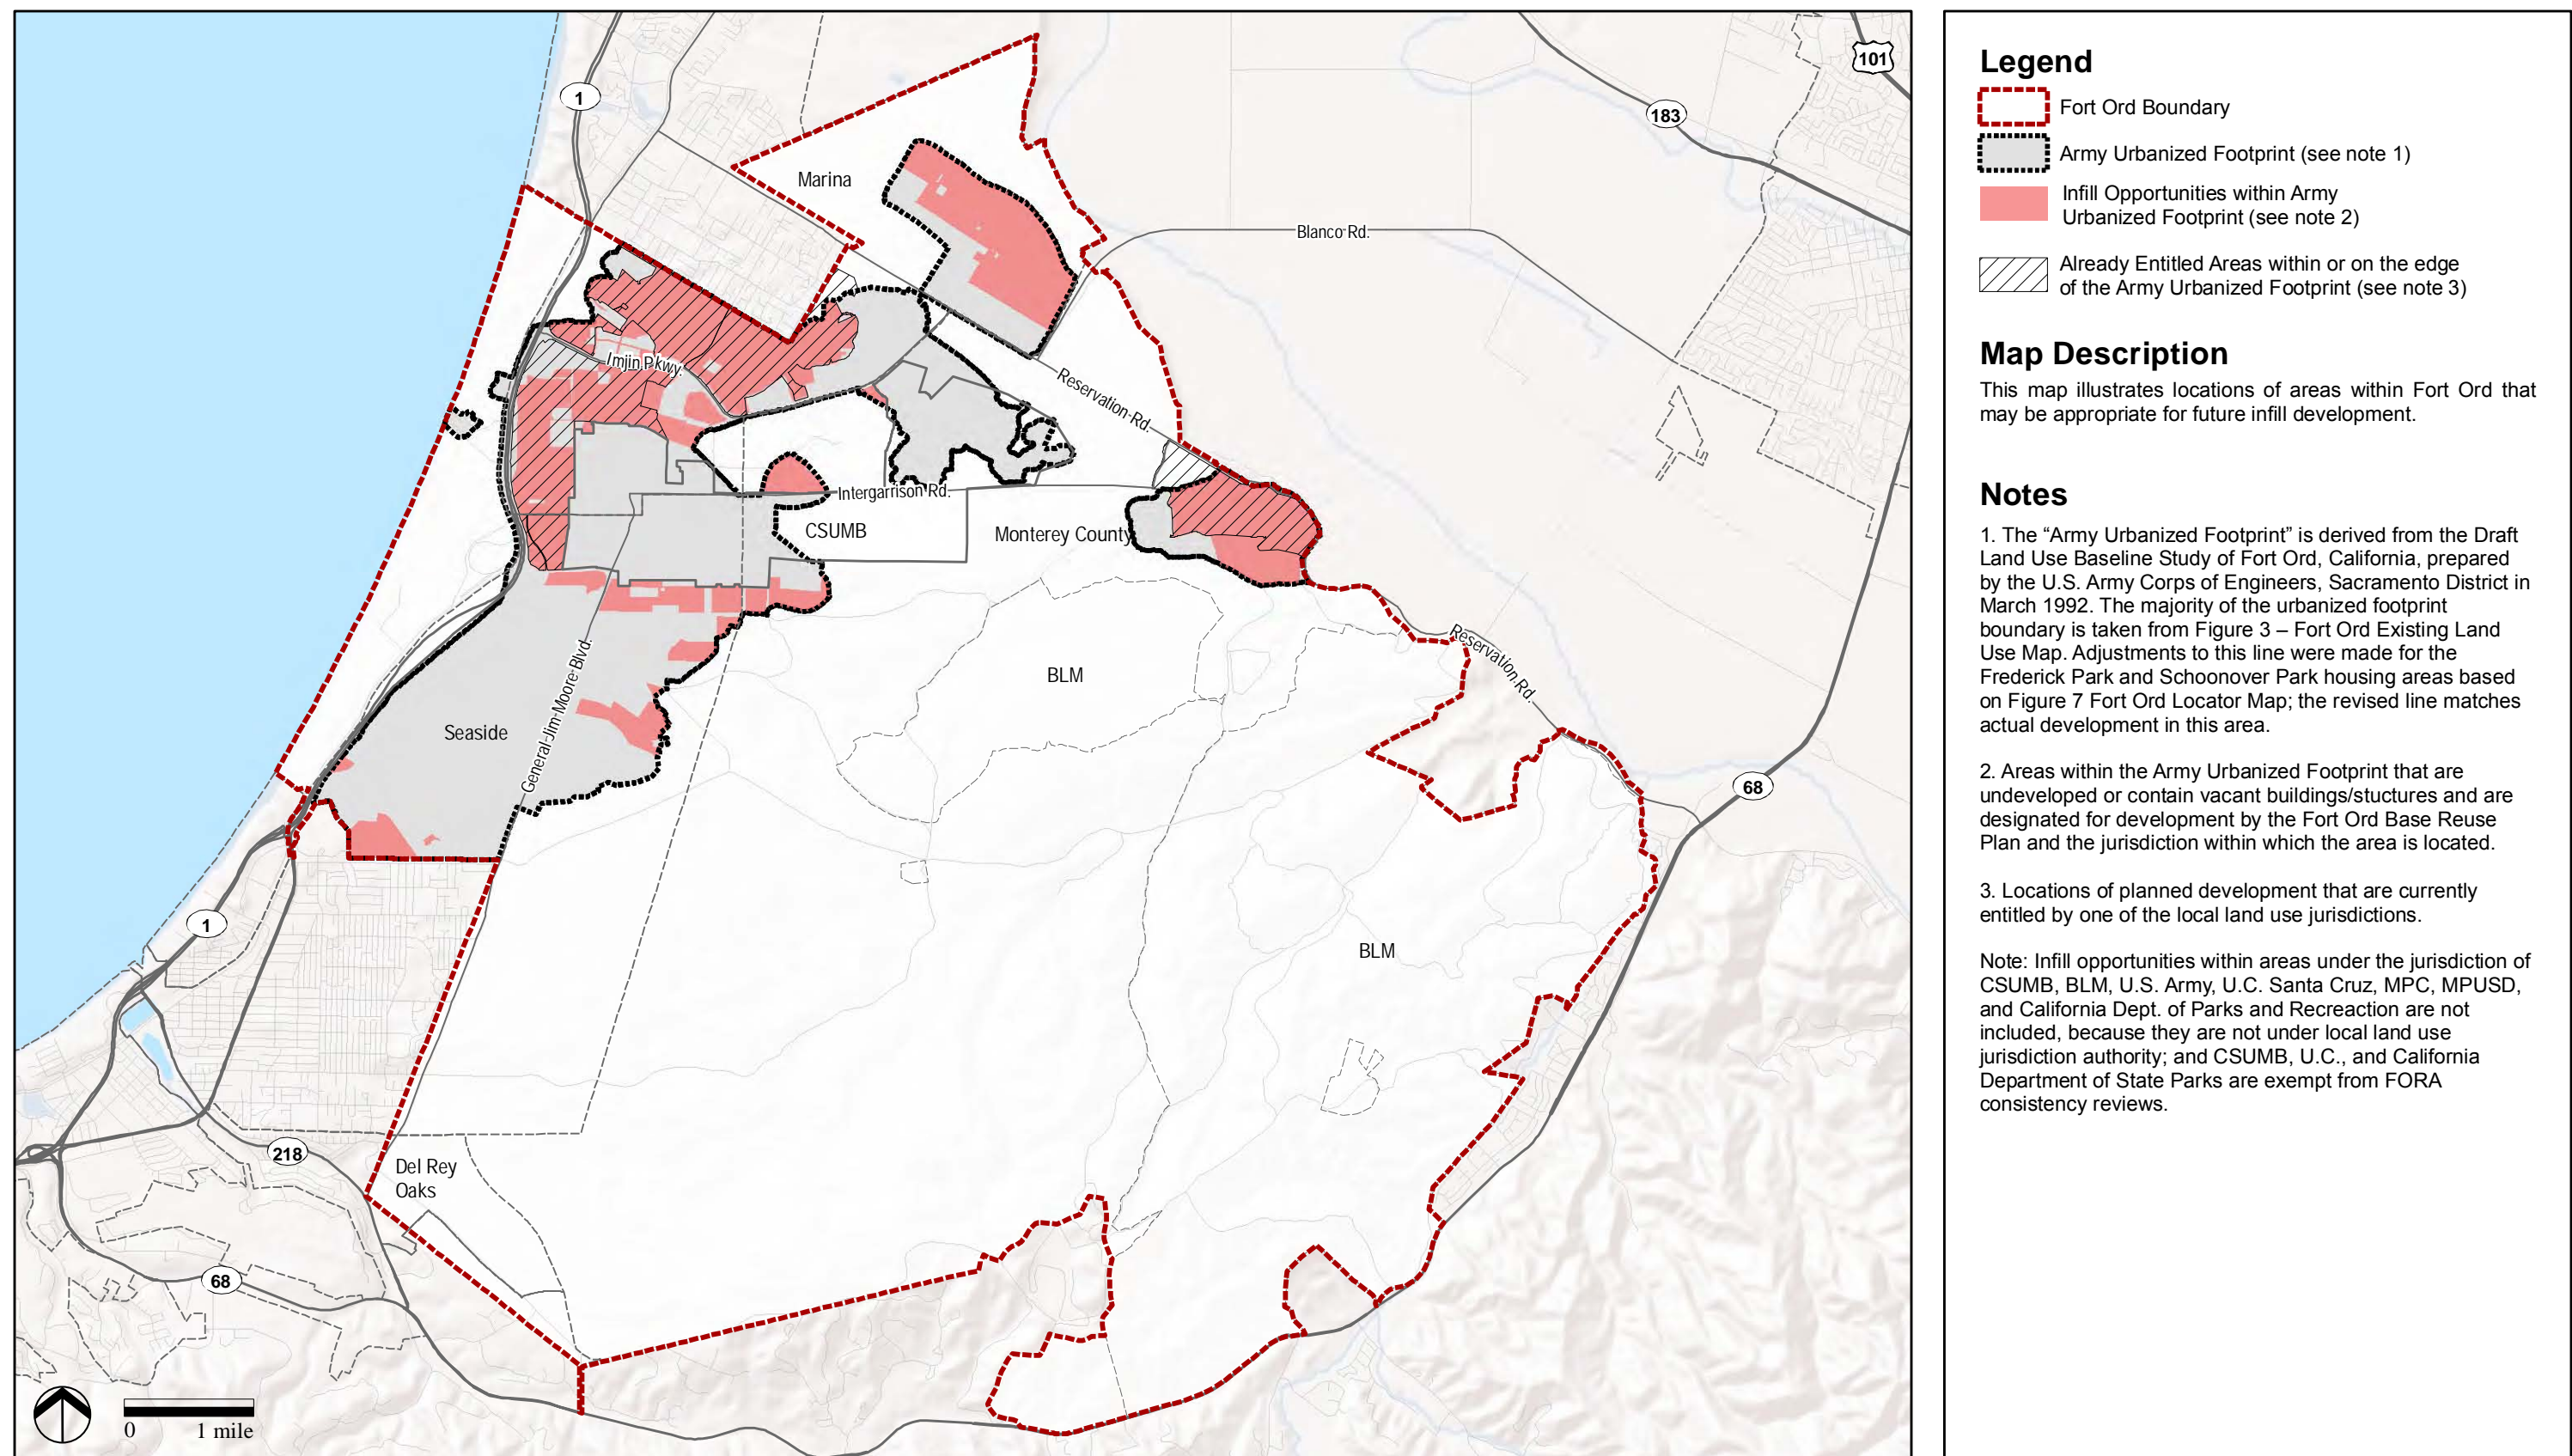 101
1
183
Marina
Blanco Rd.
Imjin Pkwy.
Reservation Rd.
Intergarrison Rd.
CSUMB
Monterey County
Reservation Rd.
BLM
General Jim Moore Blvd.
Seaside
68
1
BLM
218
Del Rey
Oaks
68
0 1 mile
Legend
Fort Ord Boundary
Army Urbanized Footprint (see note 1)
Infill Opportunities within Army
Urbanized Footprint (see note 2)
Already Entitled Areas within or on the edge
of the Army Urbanized Footprint (see note 3)
Map Description
This map illustrates locations of areas within Fort Ord that
may be appropriate for future infill development.
Notes
1. The “Army Urbanized Footprint” is derived from the Draft
Land Use Baseline Study of Fort Ord, California, prepared
by the U.S. Army Corps of Engineers, Sacramento District in
March 1992. The majority of the urbanized footprint
boundary is taken from Figure 3 – Fort Ord Existing Land
Use Map. Adjustments to this line were made for the
Frederick Park and Schoonover Park housing areas based
on Figure 7 Fort Ord Locator Map; the revised line matches
actual development in this area.
2. Areas within the Army Urbanized Footprint that are
undeveloped or contain vacant buildings/stuctures and are
designated for development by the Fort Ord Base Reuse
Plan and the jurisdiction within which the area is located.
3. Locations of planned development that are currently
entitled by one of the local land use jurisdictions.
Note: Infill opportunities within areas under the jurisdiction of
CSUMB, BLM, U.S. Army, U.C. Santa Cruz, MPC, MPUSD,
and California Dept. of Parks and Recreaction are not
included, because they are not under local land use
jurisdiction authority; and CSUMB, U.C., and California
Department of State Parks are exempt from FORA
consistency reviews.